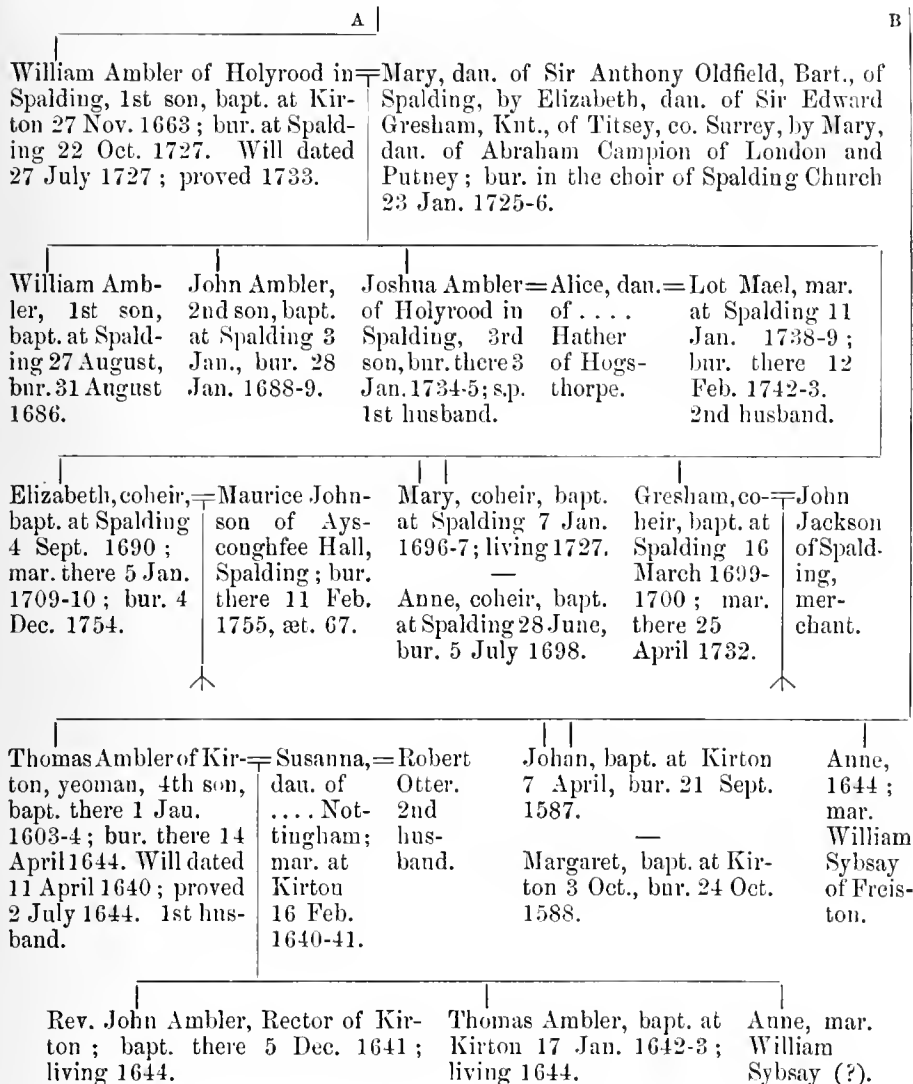 A B
William Ambler of Holyrood in
Spalding, 1st son, bapt. at Kir-
ton 27 Nov. 1663 ; bur. at Spald-
ing 22 Oct. 1727. Will dated
27 July 1727 ; proved 1733.
Mary, dau. of Sir Anthony Oldfield, Bart., of
Spalding, by Elizabeth, dau. of Sir Edward
Gresham, Knt., of Titsey, co. Surrey, by Mary,
dau. of Abraham Campion of London and
Putney ; bur. in the choir of Spalding Church
23 Jan. 1725-6.
William Amb-
ler, 1st son,
bapt. at Spald-
ing 27 August,
bur. 31 August
1686.
John Ambler,
2nd son, bapt.
at Spalding 3
Jan., bur. 28
Jan. 1688-9.
Joshua Ambler=
of Holyrood in
Spalding, 3rd
son, bur. there 3
Jan. 1734-5; s.p.
1st husband.
Alice, dau.=
of . . . .
Hather
of Hogs-
thorpe.
Lot Mael, mar.
at Spalding 11
Jan. 1738-9 ;
bur. there 12
Feb. 1742-3.
2nd husband.
Elizabeth, coheir,
bapt. at Spalding
4 Sept. 1690 ;
mar. there 5 Jan.
1709-10 ; bur. 4
Dec. 1754.
Maurice John-
son of Ays-
coughfee Hall,
Spalding ; bur.
there 11 Feb.
1755, æt. 67.
Mary, coheir, bapt.
at Spalding 7 Jan.
1696-7; living 1727.
—
Anne, coheir, bapt.
at Spalding 28 June,
bur. 5 July 1698.
Gresham, co-
heir, bapt. at
Spalding 16
March 1699-
1700 ; mar.
there 25
April 1732.
John
Jackson
of Spald-
ing,
mer-
chant.
Thomas Ambler of Kir-
ton, yeoman, 4th son,
bapt. there 1 Jan.
1603-4 ; bur. there 14
April 1644. Will dated
11 April 1640 ; proved
2 July 1644. 1st hus-
band.
Susanna,=
dau. of
. . . . Not-
tingham;
mar. at
Kirton
16 Feb.
1640-41.
Robert
Otter.
2nd
hus-
band.
Johan, bapt. at Kirton
7 April, bur. 21 Sept.
1587.
—
Margaret, bapt. at Kir-
ton 3 Oct., bur. 24 Oct.
1588.
Anne,
1644 ;
mar.
William
Sybsay
of Freis-
ton.
Rev. John Ambler, Rector of Kir-
ton ; bapt. there 5 Dec. 1641 ;
living 1644.
Thomas Ambler, bapt. at
Kirton 17 Jan. 1642-3 ;
living 1644.
Anne, mar.
William
Sybsay (?).